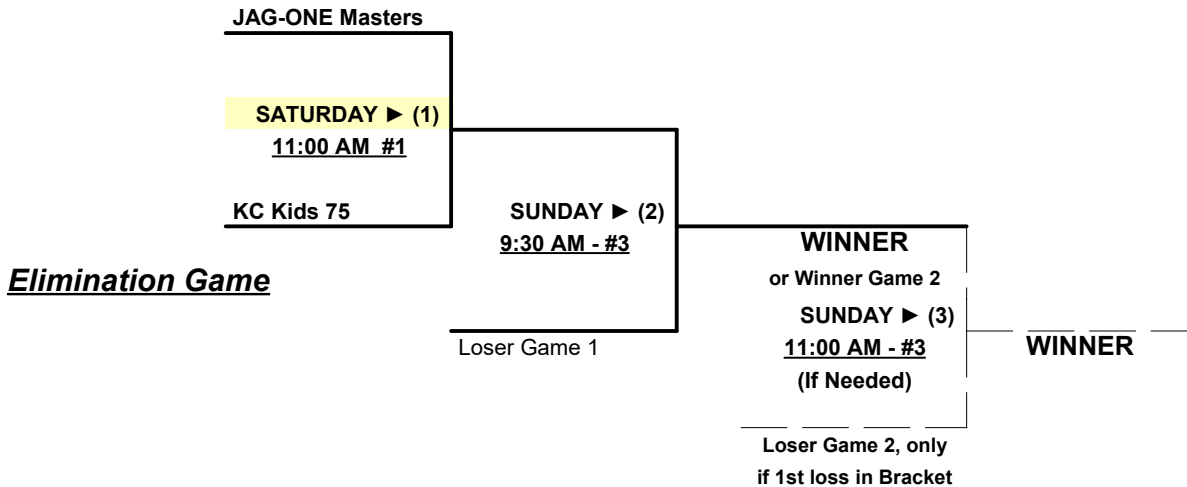 JAG-ONE Masters
SATURDAY ► (1)
11:00 AM #1
KC Kids 75
SUNDAY ► (2)
9:30 AM - #3
WINNER
Elimination Game
or Winner Game 2
SUNDAY ► (3)
Loser Game 1
11:00 AM - #3
WINNER
(If Needed)
Loser Game 2, only
if 1st loss in Bracket